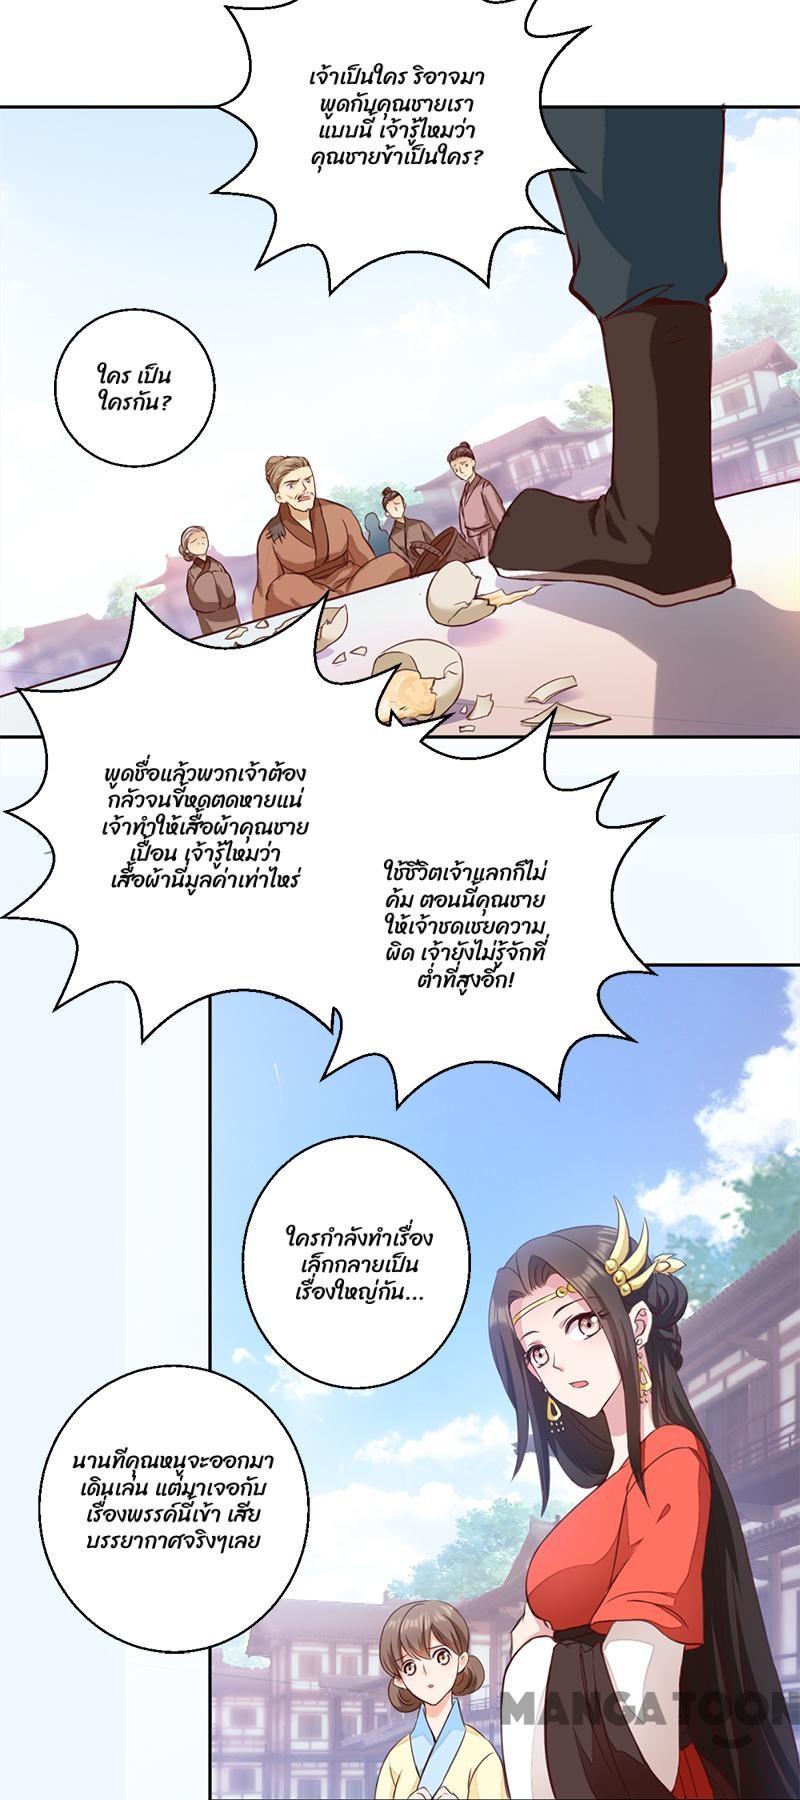 เจ้าเป็นใคร ริอาจมา
พูดกับคุณชายเรา
แบบนี้ เจ้ารู้ไหมว่า
คุณชายข้าเป็นใคร?
ใคร เป็น
ใครกัน?
พูดชื่อแล้วพวกเจ้าต้อง
กลัวจนขี้หดตดหายแน่
เจ้าทำให้เสื้อผ้าคุณชาย
เปื้อน เจ้ารู้ไหมว่า
เสื้อผ้านี่มูลค่าเท่าไหร่
ใช้ชีวิตเจ้าแลกก็ไม่
คุ้ม ตอนนี้คุณชาย
ให้เจ้าชดเชยความ
ผิด เจ้ายังไม่รู้จักที่
ต่ำที่สูงอีก!
ใครกำลังทำเรื่อง
เล็กกลายเป็น
เรื่องใหญ่กัน...
นานทีคุณหนูจะออกมา
เดินเล่น แต่มาเจอกับ
เรื่องพรรค์นี้เข้า เสีย
บรรยากาศจริงๆเลย
MANGATOON